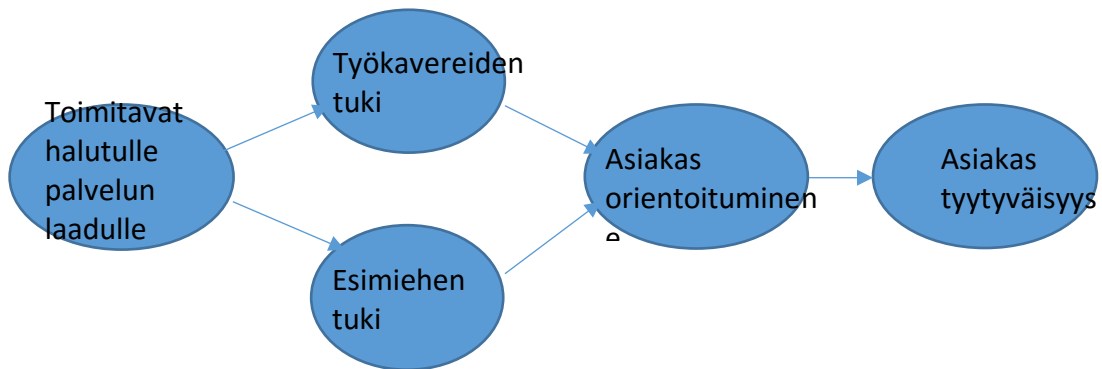 Toimitavat
halutulle
palvelun
laadulle
Työkavereiden
tuki
Esimiehen
tuki
Asiakas
orientoituminen
e
Asiakas
tyytyväisyys